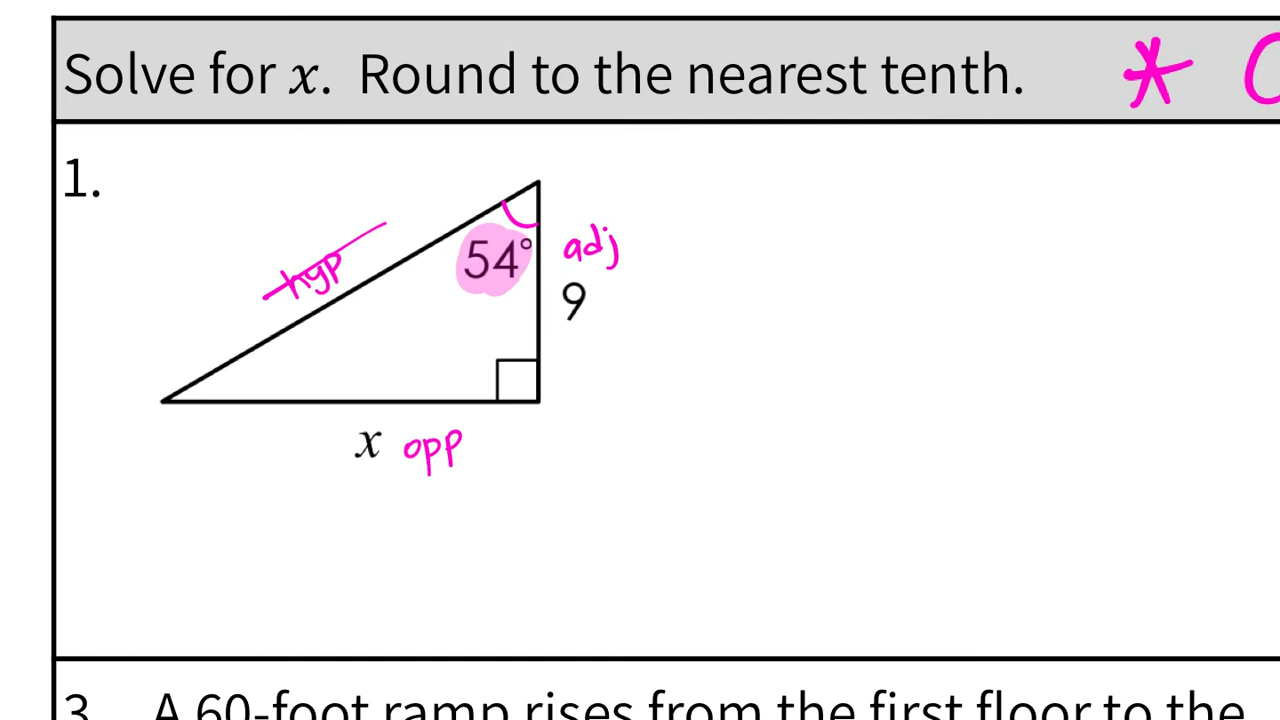 Solve for x. Round to the nearest tenth. *
1.
hyp
54°
adj
9
x opp
3. A 60-foot ramp rises from the first floor to the